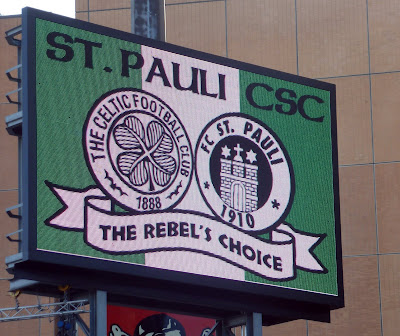 ST. PAULI CSC
THE CELTIC FOOTBALL CLUB
1888
FC ST. PAULI
1910
THE REBEL'S CHOICE